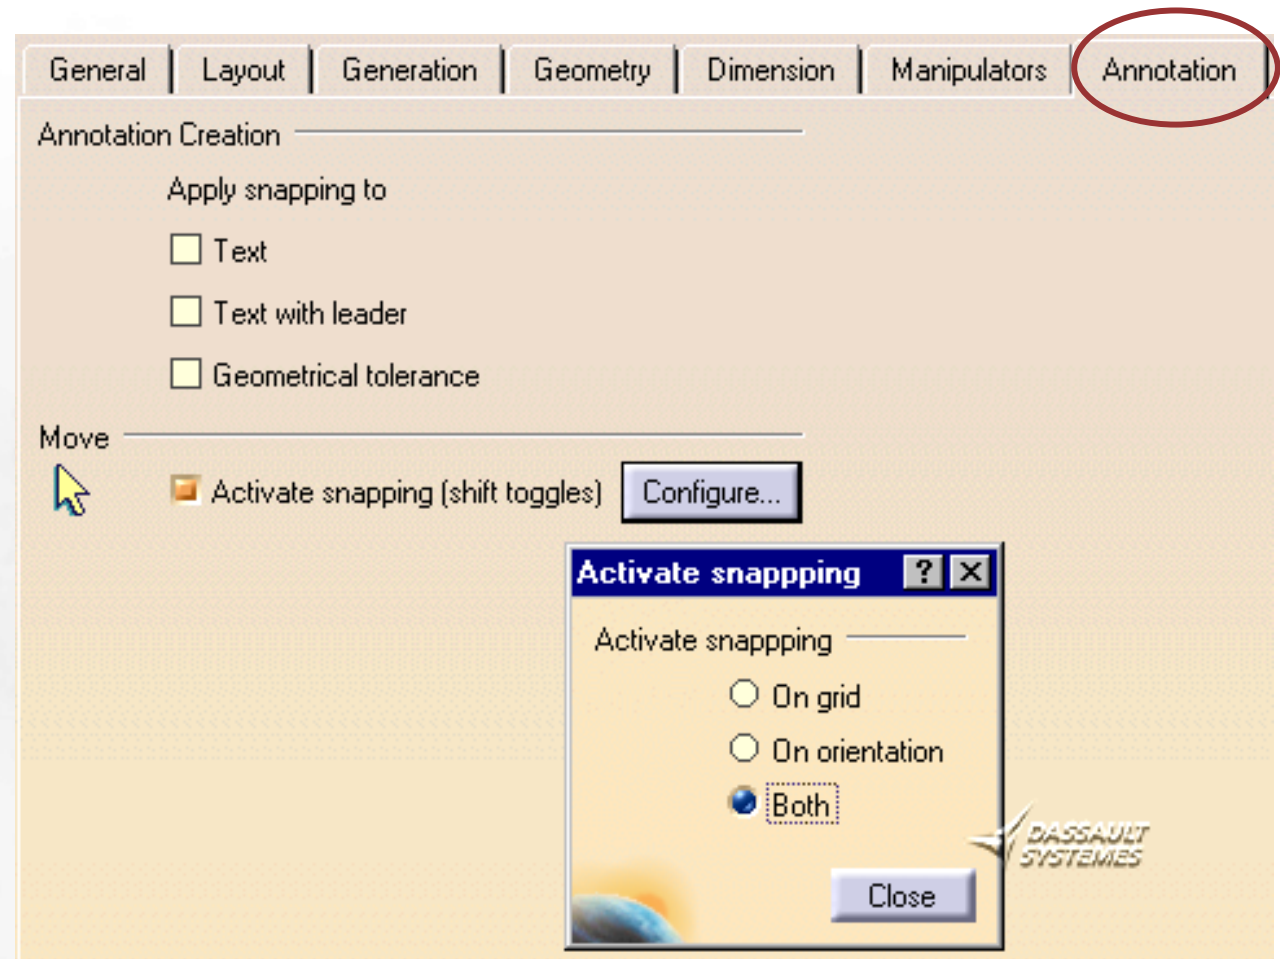 General Layout Generation Geometry Dimension Manipulators Annotation
Annotation Creation
Apply snapping to
Text
Text with leader
Geometrical tolerance
Move
Activate snapping (shift toggles) Configure...
Activate snappping ?
Activate snappping
On grid
On orientation
Both
DASSAULT
SYSTEMES
Close